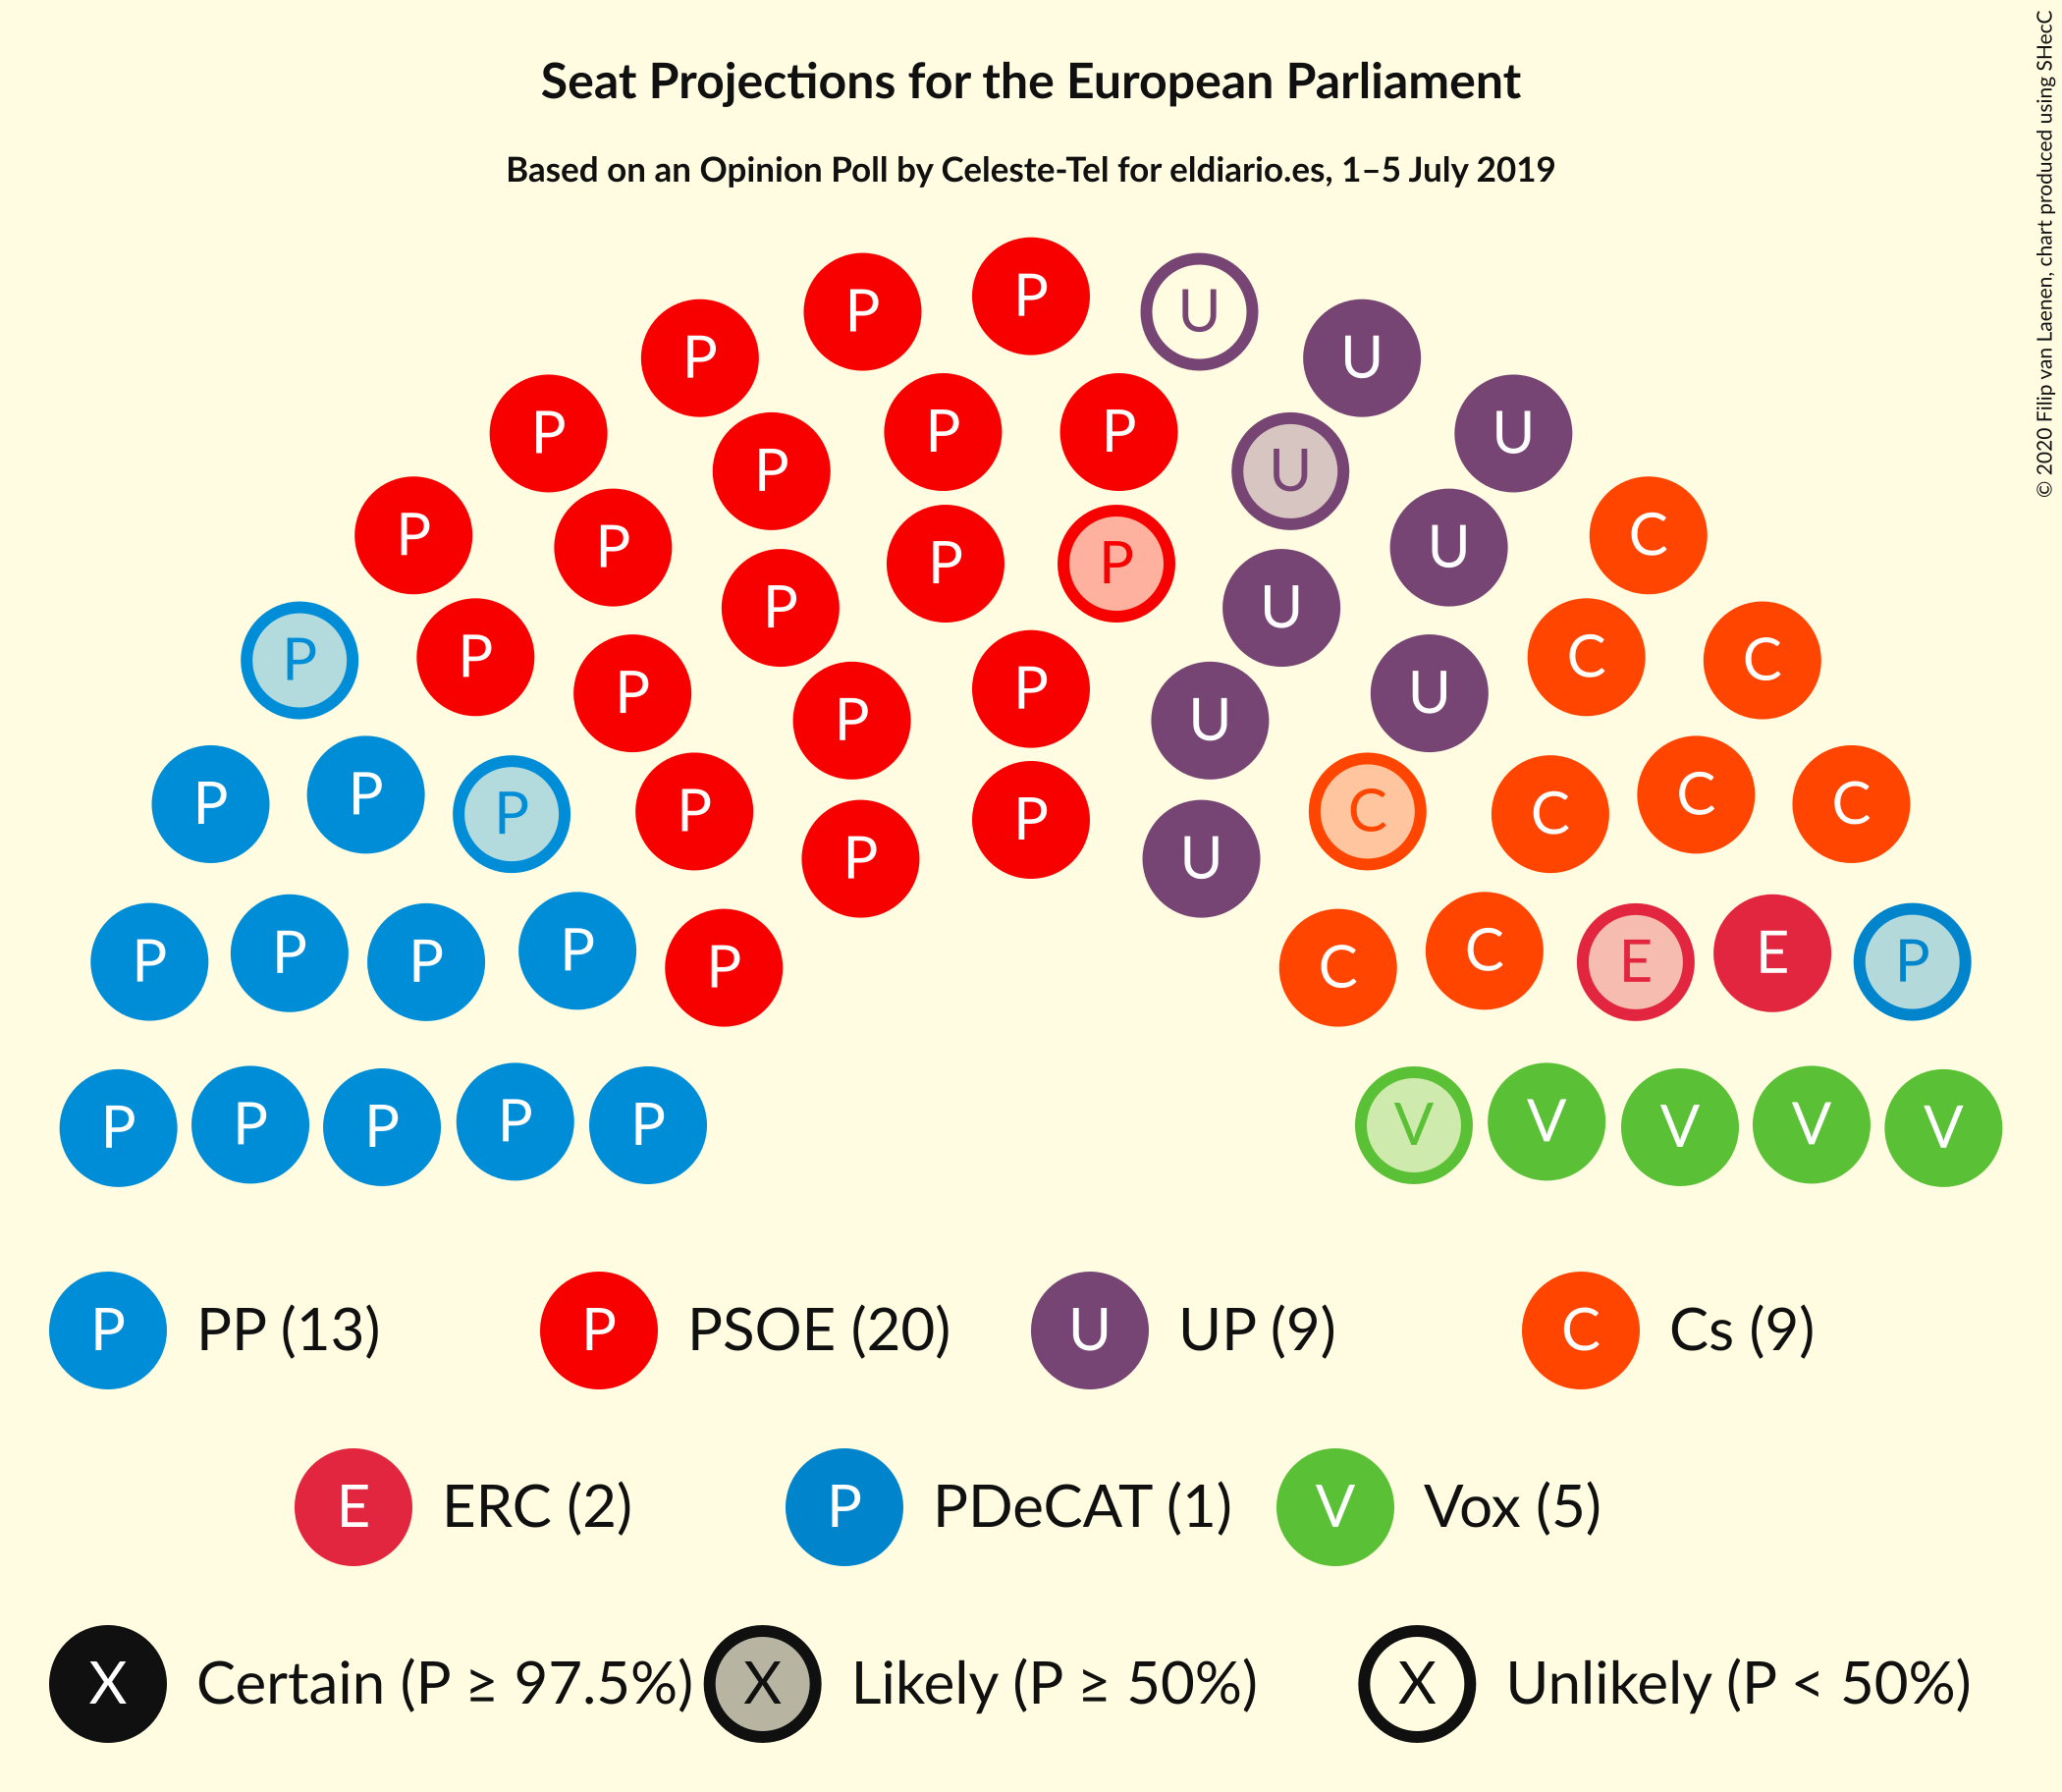 Seat Projections for the European Parliament
Based on an Opinion Poll by Celeste-Tel for eldiario.es, 1–5 July 2019
© 2020 Filip van Laenen, chart produced using SHecC
P P U
P P U
P P U
P P P U
P P U C
P P U
P P C C
P P U
P P U
P P C
P P C C
P P C C
P P U
P P P P P C C E E P
P P P P P V V V V V
P PP (13) P PSOE (20) U UP (9) C Cs (9)
E ERC (2) P PDeCAT (1) V Vox (5)
X Certain (P ≥ 97.5%) X Likely (P ≥ 50%) X Unlikely (P < 50%)